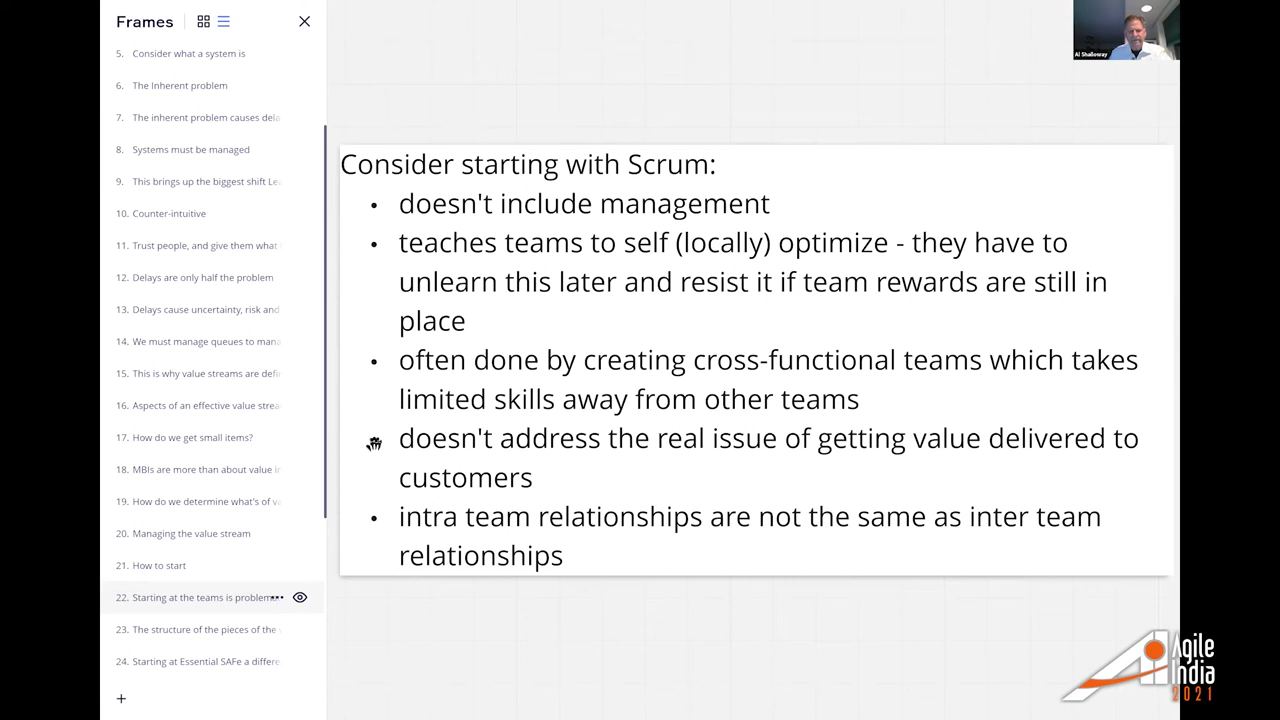 Frames
5. Consider what a system is
6. The Inherent problem
7. The inherent problem causes dela
8. Systems must be managed
9. This brings up the biggest shift Lea
10. Counter-intuitive
11. Trust people, and give them what
12. Delays are only half the problem
13. Delays cause uncertainty, risk and
14. We must manage queues to mana
15. This is why value streams are defi
16. Aspects of an effective value strea
17. How do we get small items?
18. MBIs are more than about value i
19. How do we determine what's of va
20. Managing the value stream
21. How to start
22. Starting at the teams is problem...
23. The structure of the pieces of the
24. Starting at Essential SAFe a differe
Al Shalloway
Consider starting with Scrum:
• doesn't include management
• teaches teams to self (locally) optimize - they have to
unlearn this later and resist it if team rewards are still in
place
• often done by creating cross-functional teams which takes
limited skills away from other teams
doesn't address the real issue of getting value delivered to
customers
• intra team relationships are not the same as inter team
relationships
Agile
India
2021